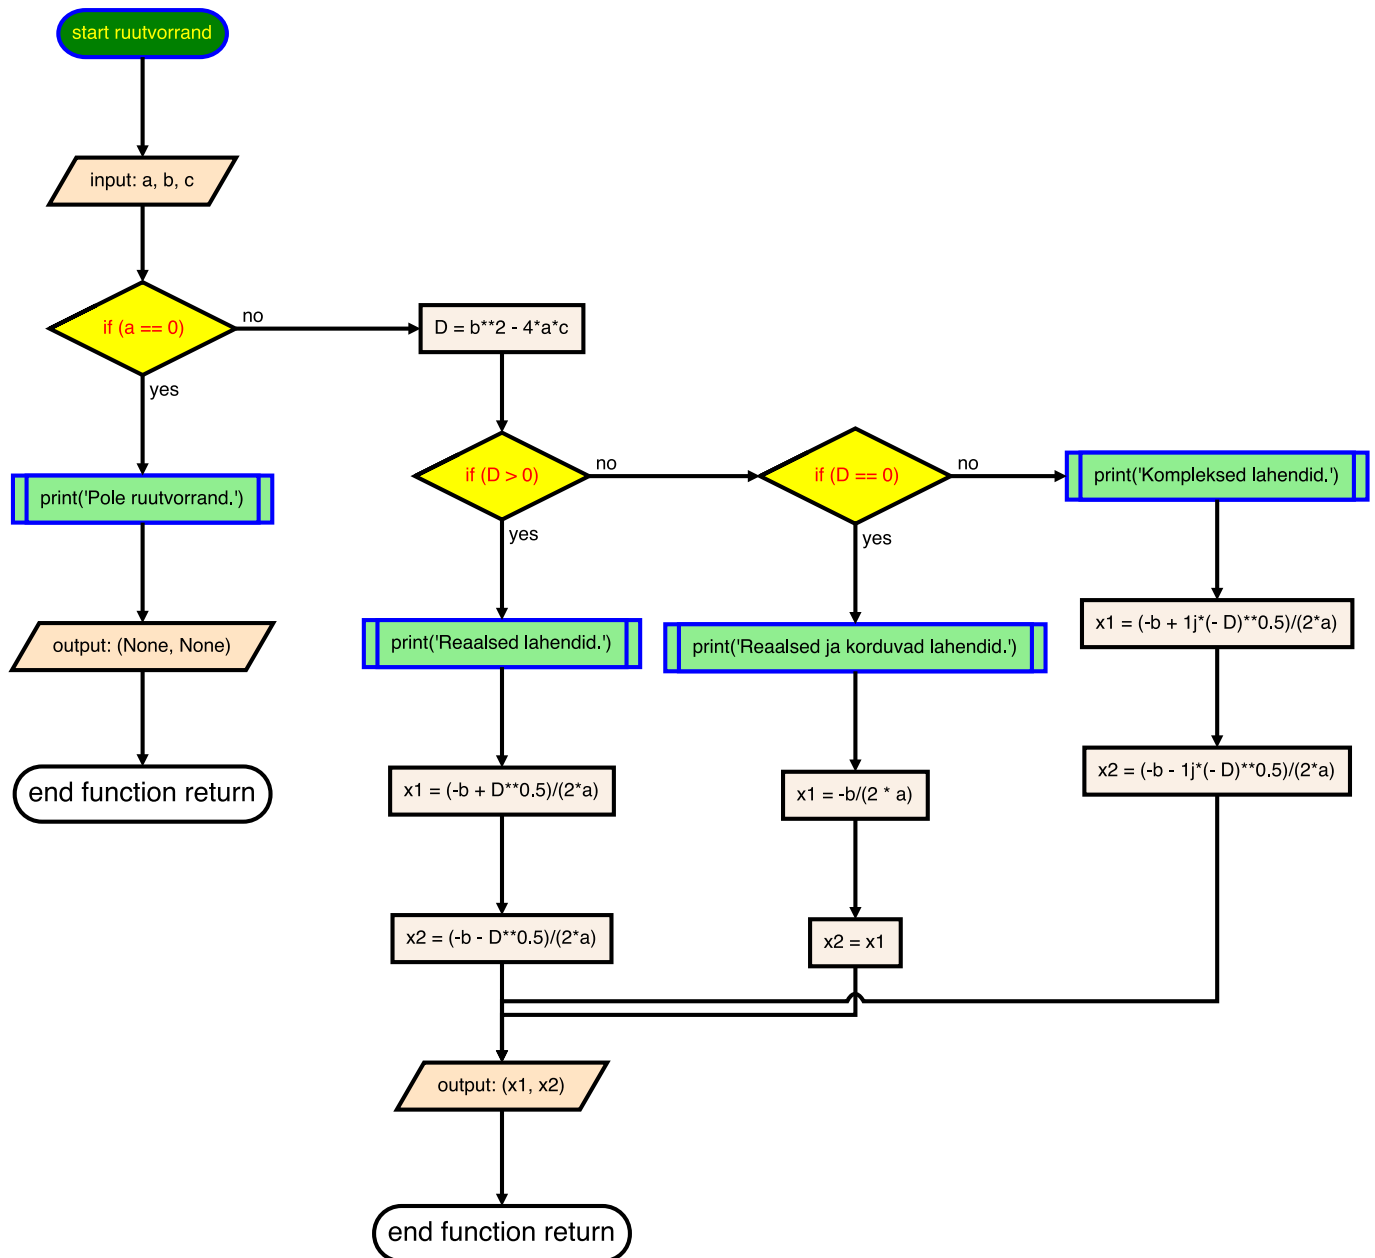 start ruutvorrand
input: a, b, c
if (a == 0)
no
D = b**2 - 4*a*c
yes
print('Pole ruutvorrand.')
output: (None, None)
end function return
if (D > 0)
no
if (D == 0)
no
print('Kompleksed lahendid.')
yes
yes
print('Reaalsed lahendid.')
print('Reaalsed ja korduvad lahendid.')
x1 = (-b + 1j*(- D)**0.5)/(2*a)
x1 = (-b + D**0.5)/(2*a)
x1 = -b/(2 * a)
x2 = (-b - 1j*(- D)**0.5)/(2*a)
x2 = (-b - D**0.5)/(2*a)
x2 = x1
output: (x1, x2)
end function return